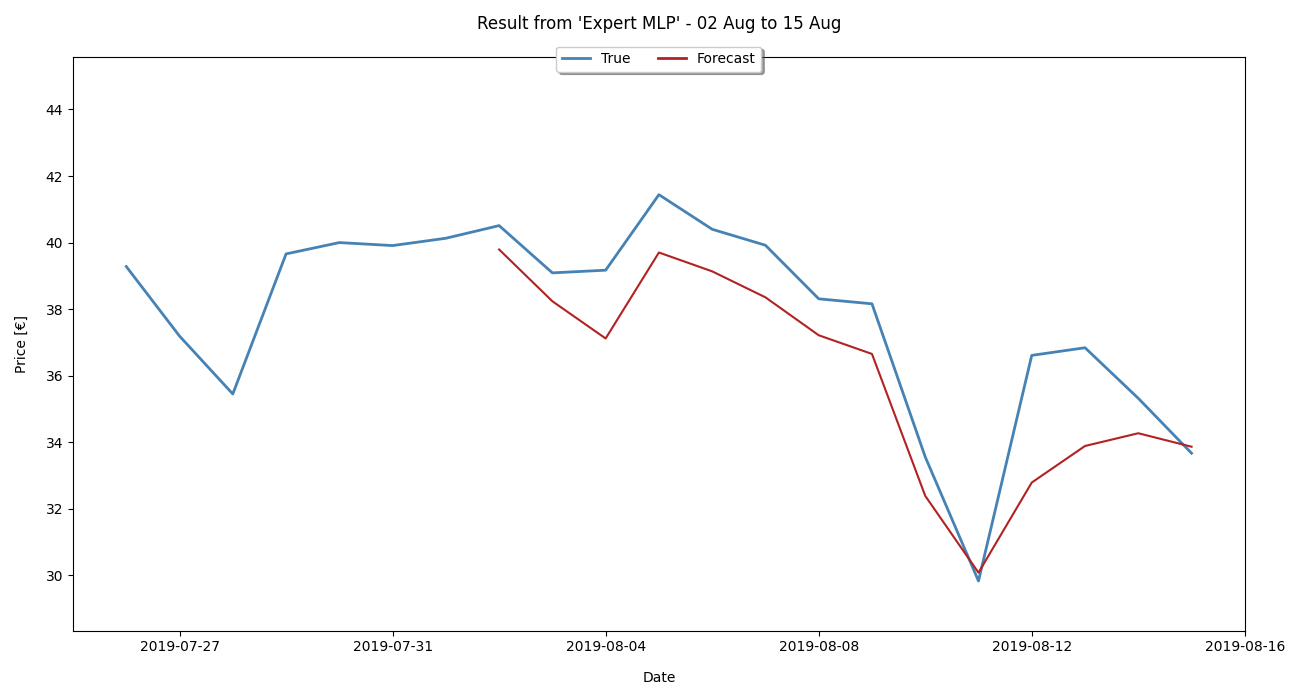 Result from 'Expert MLP' - 02 Aug to 15 Aug
True Forecast
44
42
40
38
36
34
32
30
Price [€]
2019-07-27 2019-07-31 2019-08-04 2019-08-08 2019-08-12 2019-08-16
Date